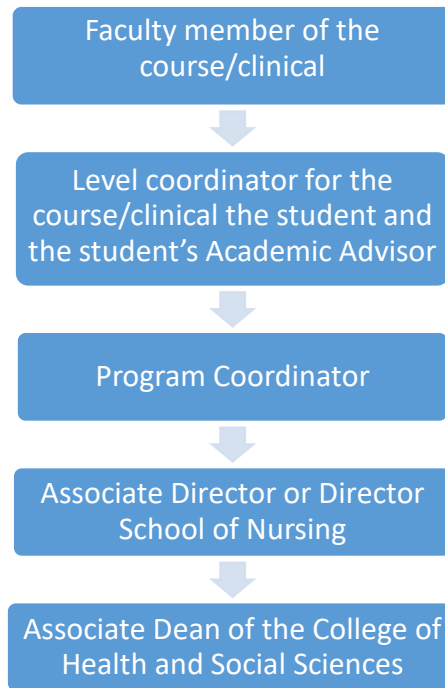 Faculty member of the
course/clinical
Level coordinator for the
course/clinical the student and
the student’s Academic Advisor
Program Coordinator
Associate Director or Director
School of Nursing
Associate Dean of the College of
Health and Social Sciences